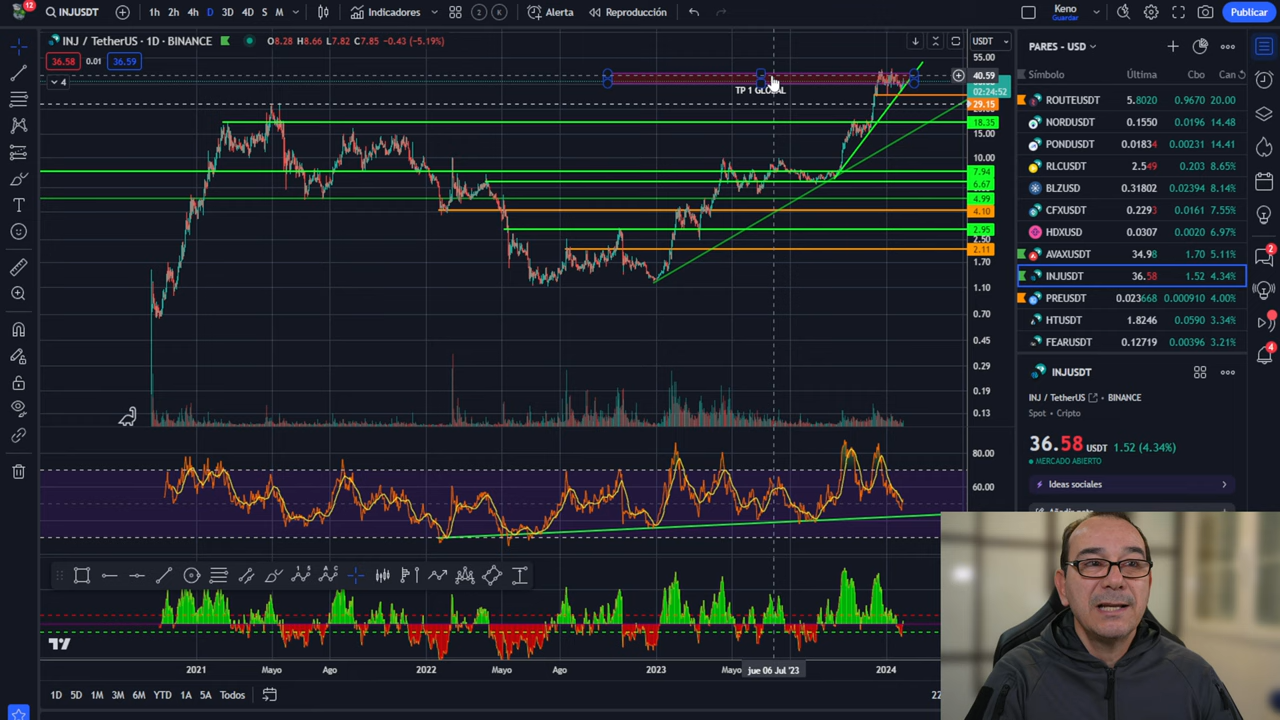 12 INJUSDT 1h 2h 4h D 3D 4D S M Indicadores Z K Alerta Reproducción Keno Guardar Publicar
INJ / TetherUS · 1D · BINANCE O8.28 H8.66 L7.82 C7.85 −0.43 (−5.19%) USDT
36.58 0.01 36.59
4
TP 1 GLOBAL
55.00
40.59
02:24:52
29.15
18.35
15.00
10.00
7.94
6.67
4.99
4.10
2.95
2.50
2.11
1.70
1.10
0.70
0.45
0.29
0.19
0.13
80.00
60.00
2021 Mayo Ago 2022 Mayo Ago 2023 Mayo jue 06 Jul '23 2024
1D 5D 1M 3M 6M YTD 1A 5A Todos
PARES - USD
Símbolo Última Cbo Can
ROUTEUSDT 5.8020 0.9670 20.00
NORDUSDT 0.1550 0.0196 14.48
PONDUSDT 0.01834 0.00231 14.41
RLCUSDT 2.549 0.203 8.65%
BLZUSD 0.31802 0.02394 8.14%
CFXUSDT 0.2293 0.0161 7.55%
HDXUSD 0.0307 0.0020 6.97%
AVAXUSDT 34.98 1.70 5.11%
INJUSDT 36.58 1.52 4.34%
PREUSDT 0.023668 0.000910 4.00%
HTUSDT 1.8246 0.0590 3.34%
FEARUSDT 0.12719 0.00396 3.21%
INJUSDT
INJ / TetherUS BINANCE
Spot • Cripto
36.58 USDT 1.52 (4.34%)
MERCADO ABIERTO
Ideas sociales
2
4